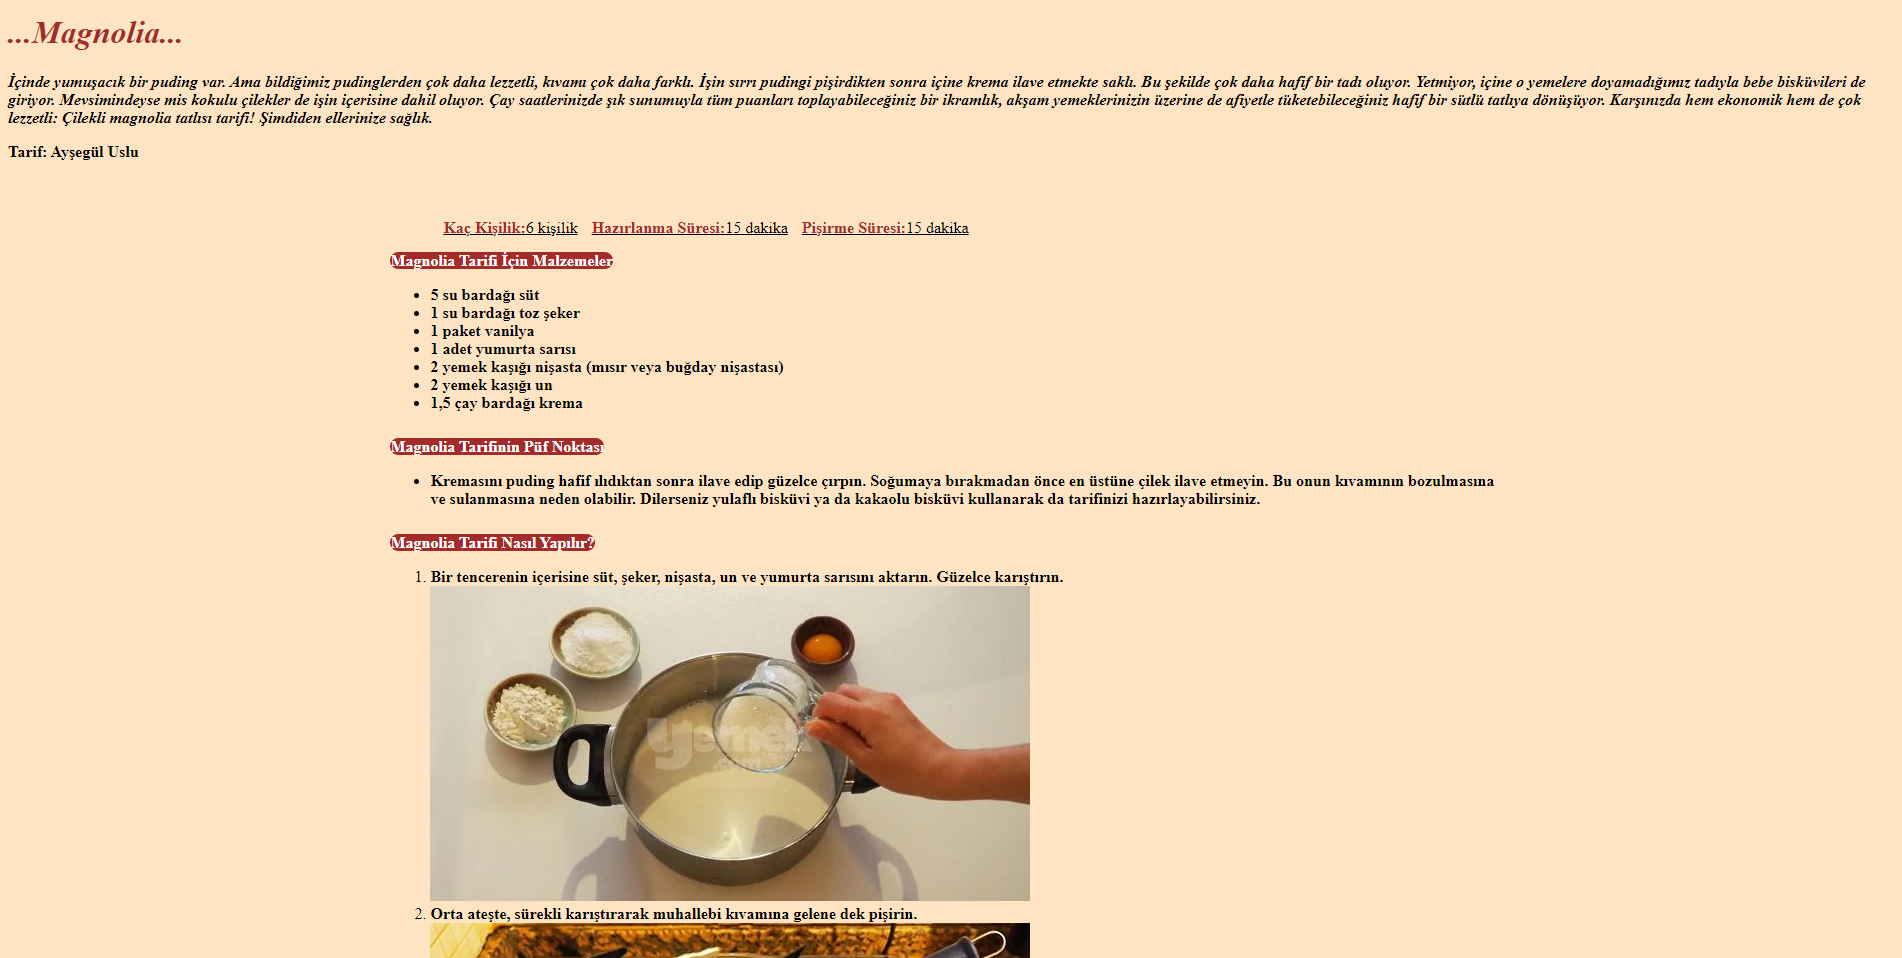 ...Magnolia...
İçinde yumuşacık bir puding var. Ama bildiğimiz pudinglerden çok daha lezzetli, kıvamı çok daha farklı. İşin sırrı pudingi pişirdikten sonra içine krema ilave etmekte saklı. Bu şekilde çok daha hafif bir tadı oluyor. Yetmiyor, içine o yemelere doyamadığımız tadıyla bebe bisküvileri de
giriyor. Mevsimindeyse mis kokulu çilekler de işin içerisine dahil oluyor. Çay saatlerinizde şık sunumuyla tüm puanları toplayabileceğiniz bir ikramlık, akşam yemeklerinizin üzerine de afiyetle tüketebileceğiniz hafif bir sütlü tatlıya dönüşüyor. Karşınızda hem ekonomik hem de çok
lezzetli: Çilekli magnolia tatlısı tarifi! Şimdiden ellerinize sağlık.
Tarif: Ayşegül Uslu
Kaç Kişilik:6 kişilik Hazırlanma Süresi:15 dakika Pişirme Süresi:15 dakika
Magnolia Tarifi İçin Malzemeler
• 5 su bardağı süt
• 1 su bardağı toz şeker
• 1 paket vanilya
• 1 adet yumurta sarısı
• 2 yemek kaşığı nişasta (mısır veya buğday nişastası)
• 2 yemek kaşığı un
• 1,5 çay bardağı krema
Magnolia Tarifinin Püf Noktası
• Kremasını puding hafif ılıdıktan sonra ilave edip güzelce çırpın. Soğumaya bırakmadan önce en üstüne çilek ilave etmeyin. Bu onun kıvamının bozulmasına
ve sulanmasına neden olabilir. Dilerseniz yulaflı bisküvi ya da kakaolu bisküvi kullanarak da tarifinizi hazırlayabilirsiniz.
Magnolia Tarifi Nasıl Yapılır?
1. Bir tencerenin içerisine süt, şeker, nişasta, un ve yumurta sarısını aktarın. Güzelce karıştırın.
yemek
.com
2. Orta ateşte, sürekli karıştırarak muhallebi kıvamına gelene dek pişirin.